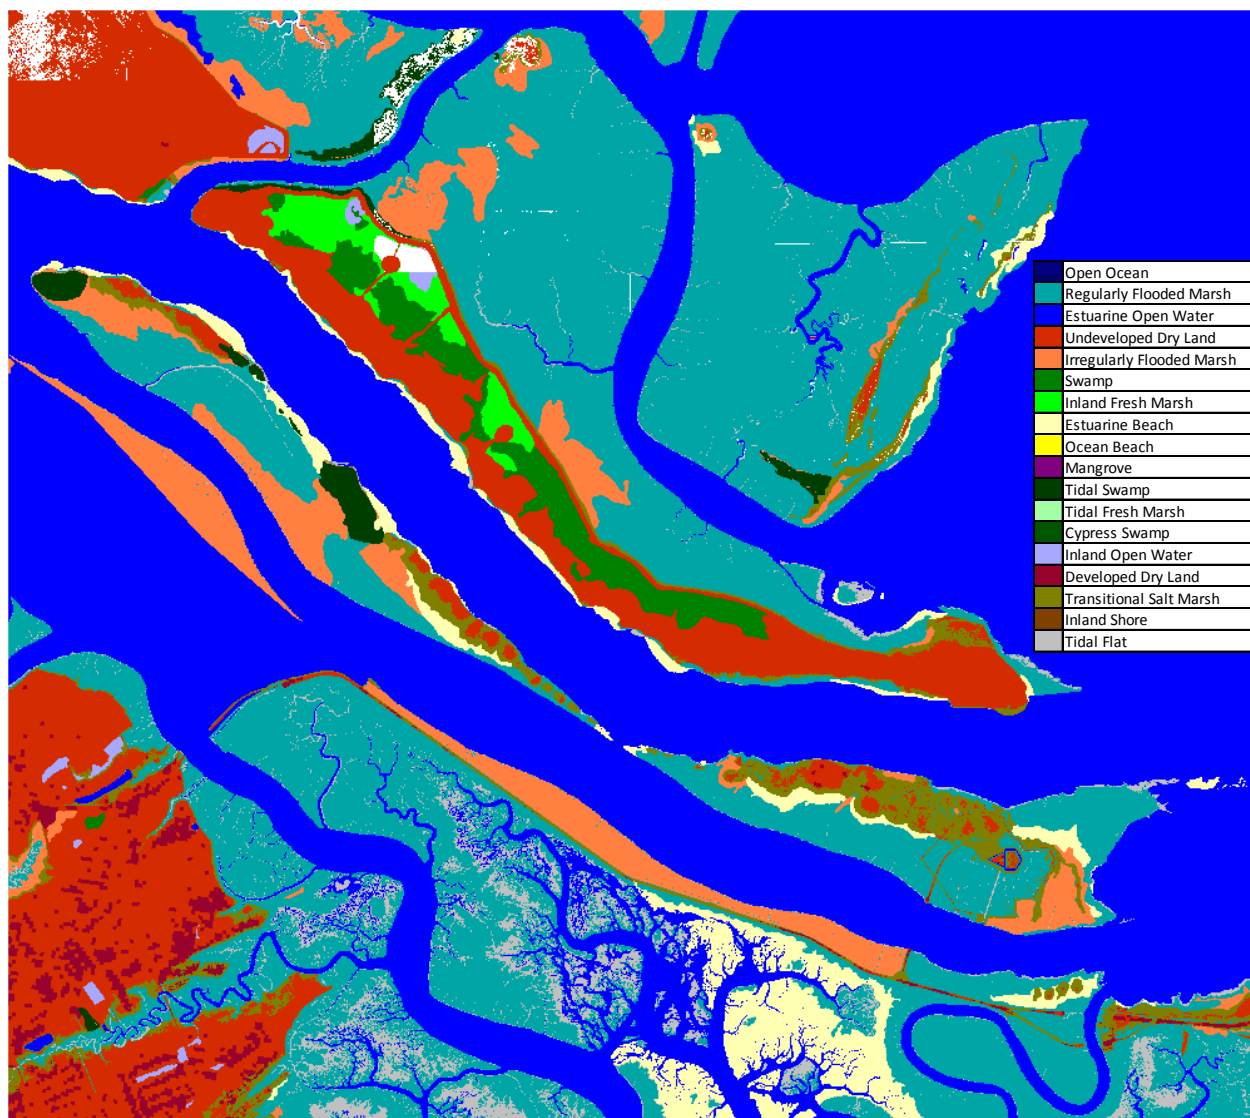 Open Ocean
Regularly Flooded Marsh
Estuarine Open Water
Undeveloped Dry Land
Irregularly Flooded Marsh
Swamp
Inland Fresh Marsh
Estuarine Beach
Ocean Beach
Mangrove
Tidal Swamp
Tidal Fresh Marsh
Cypress Swamp
Inland Open Water
Developed Dry Land
Transitional Salt Marsh
Inland Shore
Tidal Flat